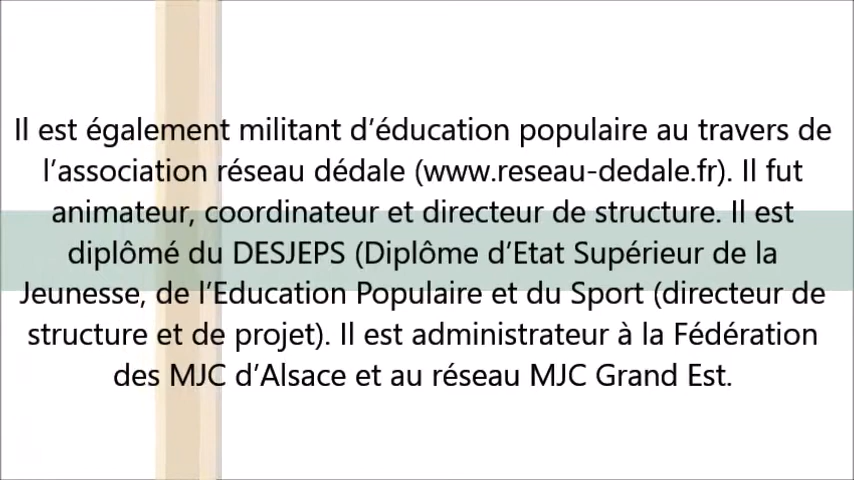 Il est également militant d’éducation populaire au travers de
l’association réseau dédale (www.reseau-dedale.fr). Il fut
animateur, coordinateur et directeur de structure. Il est
diplômé du DESJEPS (Diplôme d’Etat Supérieur de la
Jeunesse, de l’Education Populaire et du Sport (directeur de
structure et de projet). Il est administrateur à la Fédération
des MJC d’Alsace et au réseau MJC Grand Est.